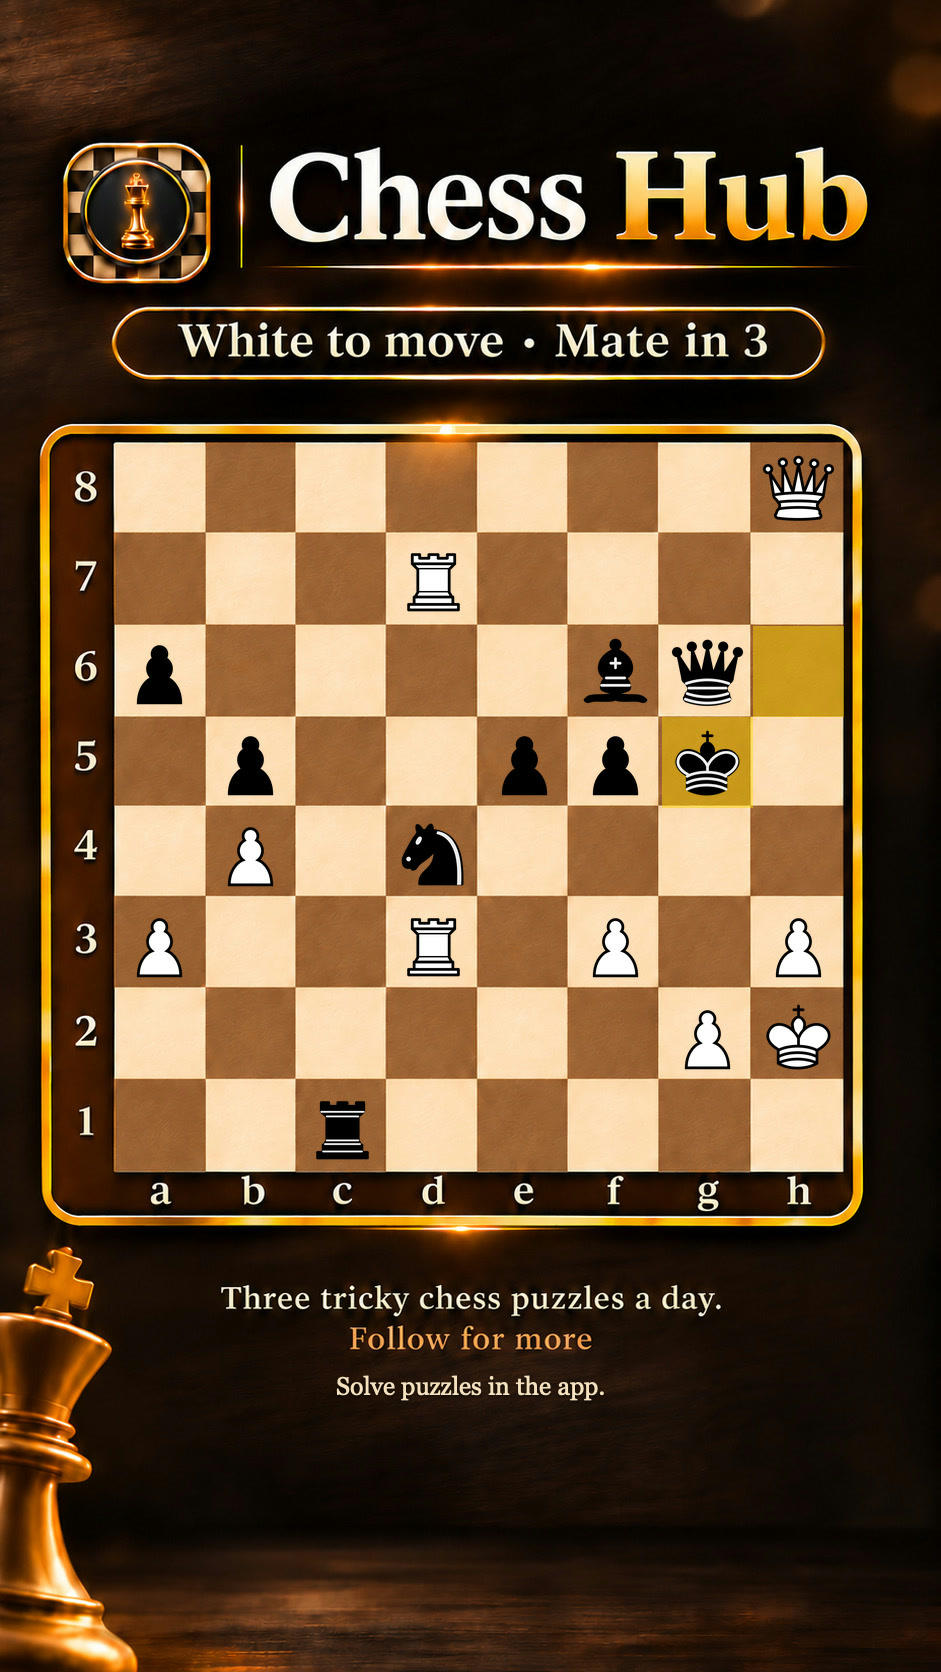 Chess Hub
White to move • Mate in 3
8
7
6
5
4
3
2
1
a b c d e f g h
Three tricky chess puzzles a day.
Follow for more
Solve puzzles in the app.